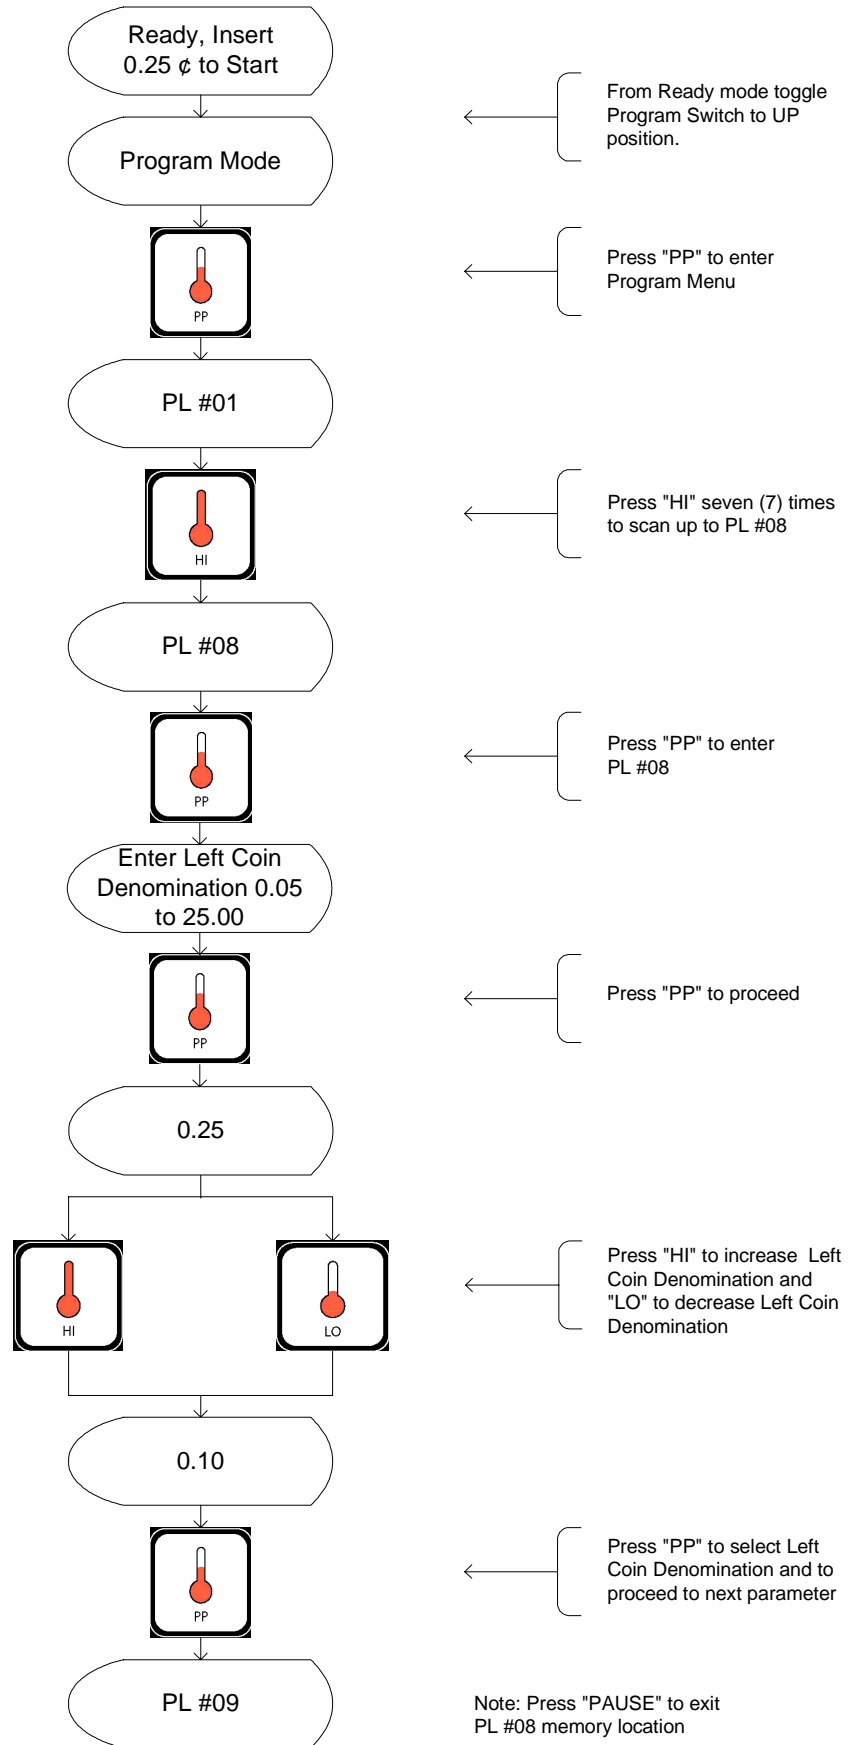 Ready, Insert
0.25 ¢ to Start
From Ready mode toggle
Program Switch to UP
position.
Program Mode
Press "PP" to enter
Program Menu
PP
PL #01
Press "HI" seven (7) times
to scan up to PL #08
HI
PL #08
Press "PP" to enter
PL #08
PP
Enter Left Coin
Denomination 0.05
to 25.00
Press "PP" to proceed
PP
0.25
Press "HI" to increase  Left
Coin Denomination and
"LO" to decrease Left Coin
Denomination
HI
LO
0.10
Press "PP" to select Left
Coin Denomination and to
proceed to next parameter
PP
PL #09
Note: Press "PAUSE" to exit
PL #08 memory location